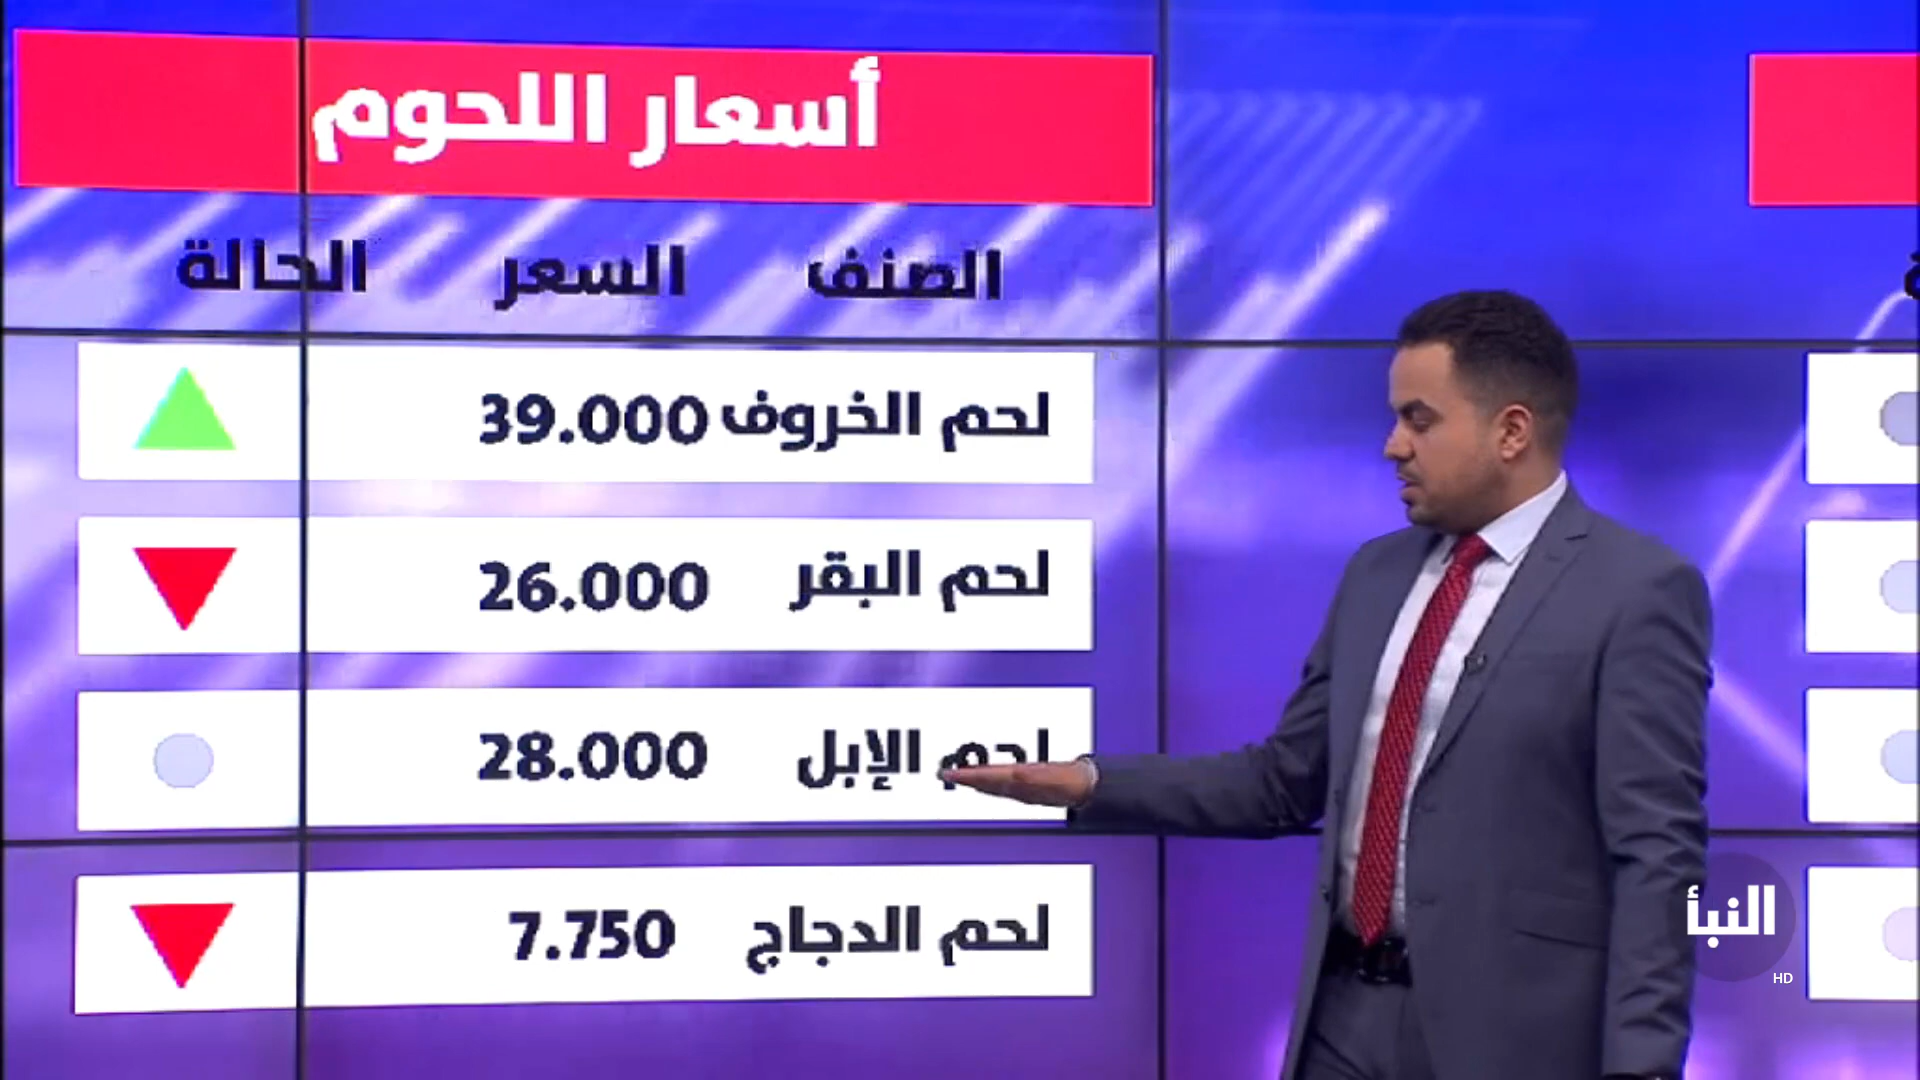 أسعار اللحوم
الصنف السعر الحالة
لحم الخروف 39.000
لحم البقر 26.000
لحم الإبل 28.000
لحم الدجاج 7.750
النبأ
HD